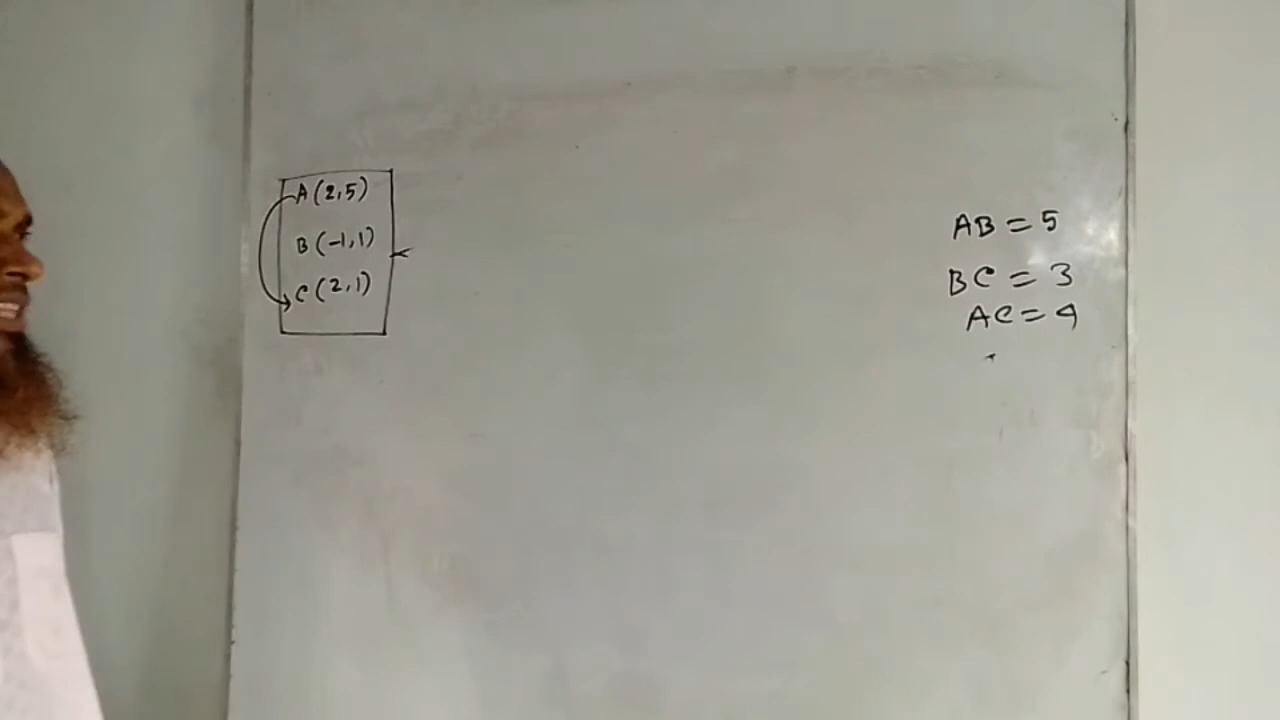 A(2,5)
B(-1,1)
C(2,1)
AB=5
BC=3
AC=4